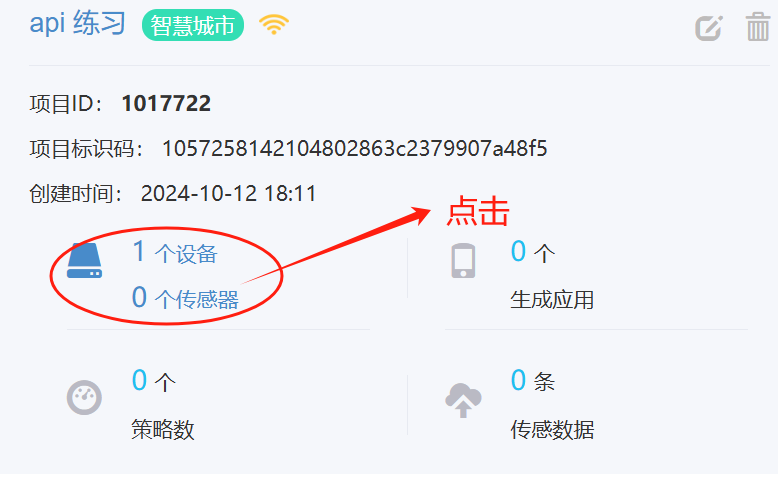 api 练习 智慧城市
项目ID： 1017722
项目标识码： 1057258142104802863c2379907a48f5
创建时间： 2024-10-12 18:11
点击
1 个设备
0 个传感器
0 个
生成应用
0 个
策略数
0 条
传感数据